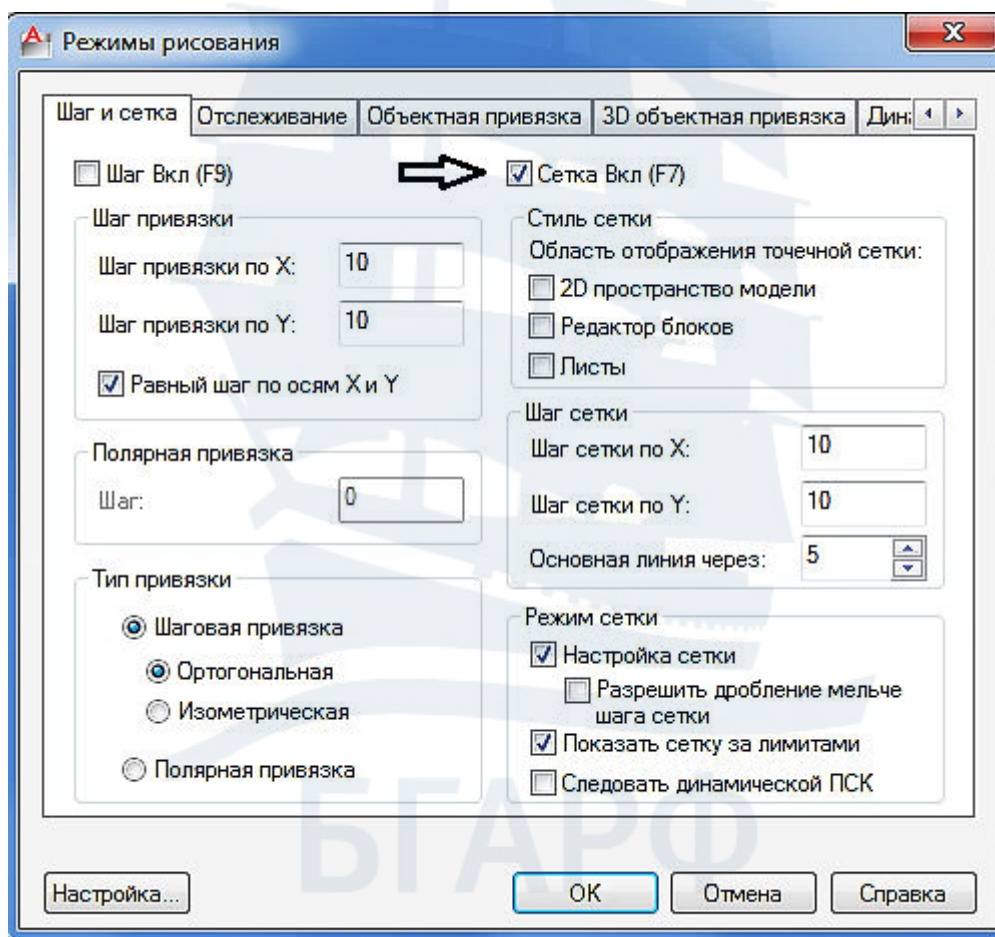 Режимы рисования
Шаг и сетка Отслеживание Объектная привязка 3D объектная привязка Дин
Шаг Вкл (F9)
Шаг привязки
Шаг привязки по X: 10
Шаг привязки по Y: 10
Равный шаг по осям X и Y
Полярная привязка
Шаг: 0
Тип привязки
Шаговая привязка
Ортогональная
Изометрическая
Полярная привязка
Сетка Вкл (F7)
Стиль сетки
Область отображения точечной сетки:
2D пространство модели
Редактор блоков
Листы
Шаг сетки
Шаг сетки по X: 10
Шаг сетки по Y: 10
Основная линия через: 5
Режим сетки
Настройка сетки
Разрешить дробление мельче
шага сетки
Показать сетку за лимитами
Следовать динамической ПСК
БГАРФ
Настройка... OK Отмена Справка